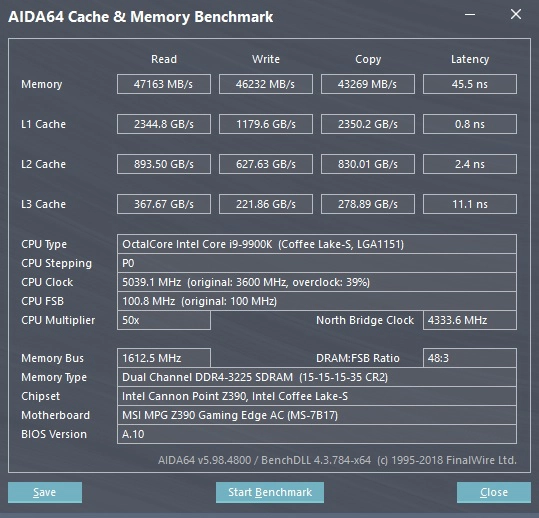 AIDA64 Cache & Memory Benchmark
Read Write Copy Latency
Memory 47163 MB/s 46232 MB/s 43269 MB/s 45.5 ns
L1 Cache 2344.8 GB/s 1179.6 GB/s 2350.2 GB/s 0.8 ns
L2 Cache 893.50 GB/s 627.63 GB/s 830.01 GB/s 2.4 ns
L3 Cache 367.67 GB/s 221.86 GB/s 278.89 GB/s 11.1 ns
CPU Type OctalCore Intel Core i9-9900K (Coffee Lake-S, LGA1151)
CPU Stepping P0
CPU Clock 5039.1 MHz (original: 3600 MHz, overclock: 39%)
CPU FSB 100.8 MHz (original: 100 MHz)
CPU Multiplier 50x North Bridge Clock 4333.6 MHz
Memory Bus 1612.5 MHz DRAM:FSB Ratio 48:3
Memory Type Dual Channel DDR4-3225 SDRAM (15-15-15-35 CR2)
Chipset Intel Cannon Point Z390, Intel Coffee Lake-S
Motherboard MSI MPG Z390 Gaming Edge AC (MS-7B17)
BIOS Version A.10
AIDA64 v5.98.4800 / BenchDLL 4.3.784-x64 (c) 1995-2018 FinalWire Ltd.
Save Start Benchmark Close